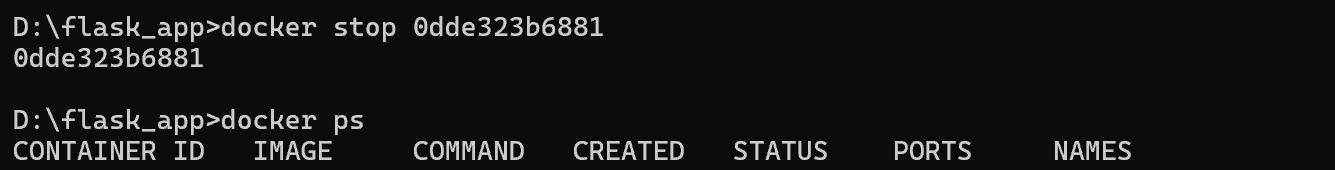 D:\flask_app>docker stop 0dde323b6881
0dde323b6881
D:\flask_app>docker ps
CONTAINER ID   IMAGE     COMMAND   CREATED   STATUS    PORTS     NAMES